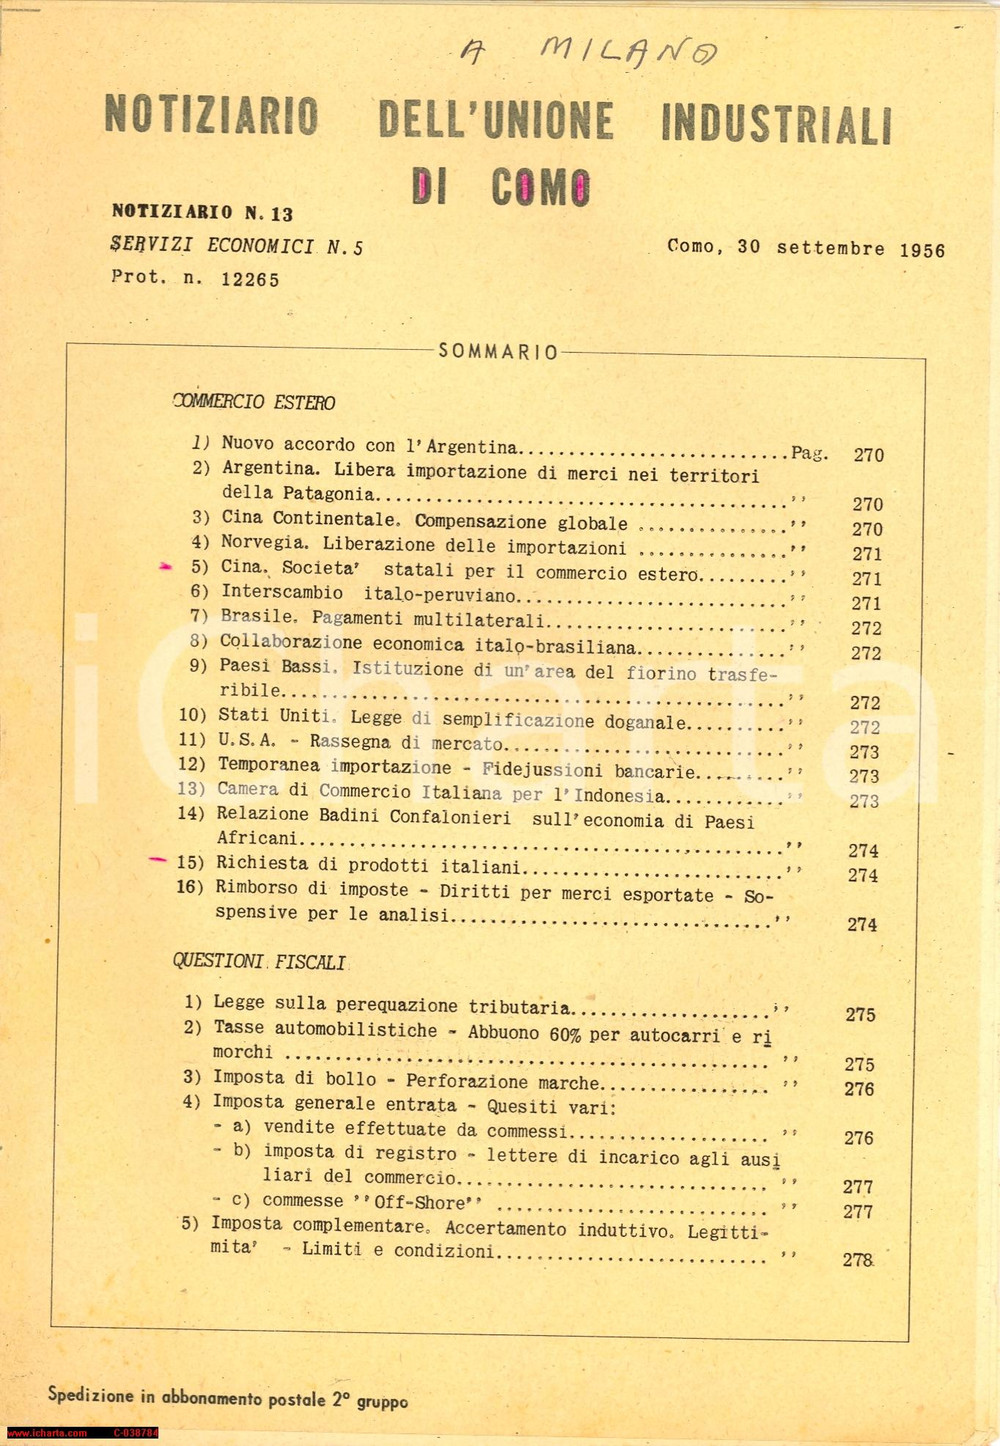 A MILANO
NOTIZIARIO DELL'UNIONE INDUSTRIALI
DI COMO
NOTIZIARIO N. 13
SERVIZI ECONOMICI N. 5
Como, 30 settembre 1956
Prot. n. 12265
SOMMARIO
COMMERCIO ESTERO
1) Nuovo accordo con l'Argentina..........................Pag. 270
2) Argentina. Libera importazione di merci nei territori
della Patagonia.........................................'' 270
3) Cina Continentale. Compensazione globale ...............'' 270
4) Norvegia. Liberazione delle importazioni ...............'' 271
5) Cina. Societa' statali per il commercio estero.........'' 271
6) Interscambio italo-peruviano...........................'' 271
7) Brasile. Pagamenti multilaterali........................'' 272
8) Collaborazione economica italo-brasiliana...............'' 272
9) Paesi Bassi. Istituzione di un'area del fiorino trasfe-
ribile..................................................'' 272
10) Stati Uniti. Legge di semplificazione doganale..........'' 272
11) U.S.A. - Rassegna di mercato............................'' 273
12) Temporanea importazione - Fidejussioni bancarie.........'' 273
13) Camera di Commercio Italiana per l'Indonesia............'' 273
14) Relazione Badini Confalonieri sull'economia di Paesi
Africani................................................'' 274
15) Richiesta di prodotti italiani..........................'' 274
16) Rimborso di imposte - Diritti per merci esportate - So-
spensive per le analisi................................'' 274
QUESTIONI FISCALI
1) Legge sulla perequazione tributaria....................'' 275
2) Tasse automobilistiche - Abbuono 60% per autocarri e ri
morchi ................................................ '' 275
3) Imposta di bollo - Perforazione marche................. '' 276
4) Imposta generale entrata - Quesiti vari:
- a) vendite effettuate da commessi.................... '' 276
- b) imposta di registro - lettere di incarico agli ausi
liari del commercio............................... '' 277
- c) commesse ''Off-Shore'' ........................... '' 277
5) Imposta complementare. Accertamento induttivo. Legitti-
mita' - Limiti e condizioni........................... '' 278
Spedizione in abbonamento postale 2° gruppo
iCharta
www.icharta.com C-038784